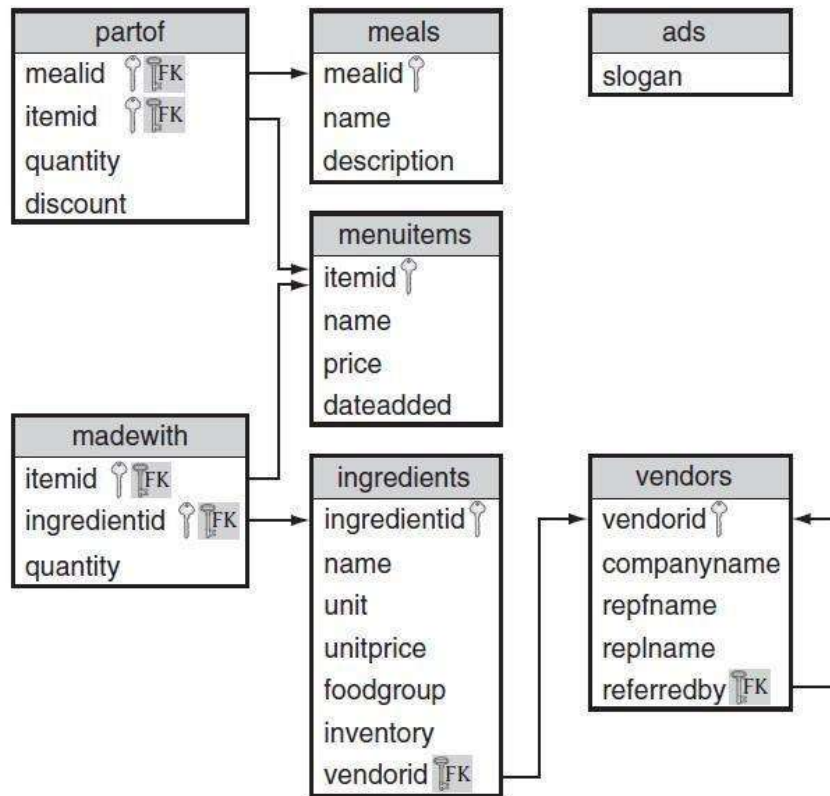 partof
mealid FK
itemid FK
quantity
discount
meals
mealid
name
description
ads
slogan
menuitems
itemid
name
price
dateadded
madewith
itemid FK
ingredientid FK
quantity
ingredients
ingredientid
name
unit
unitprice
foodgroup
inventory
vendorid FK
vendors
vendorid
companyname
repfname
replname
referredby FK